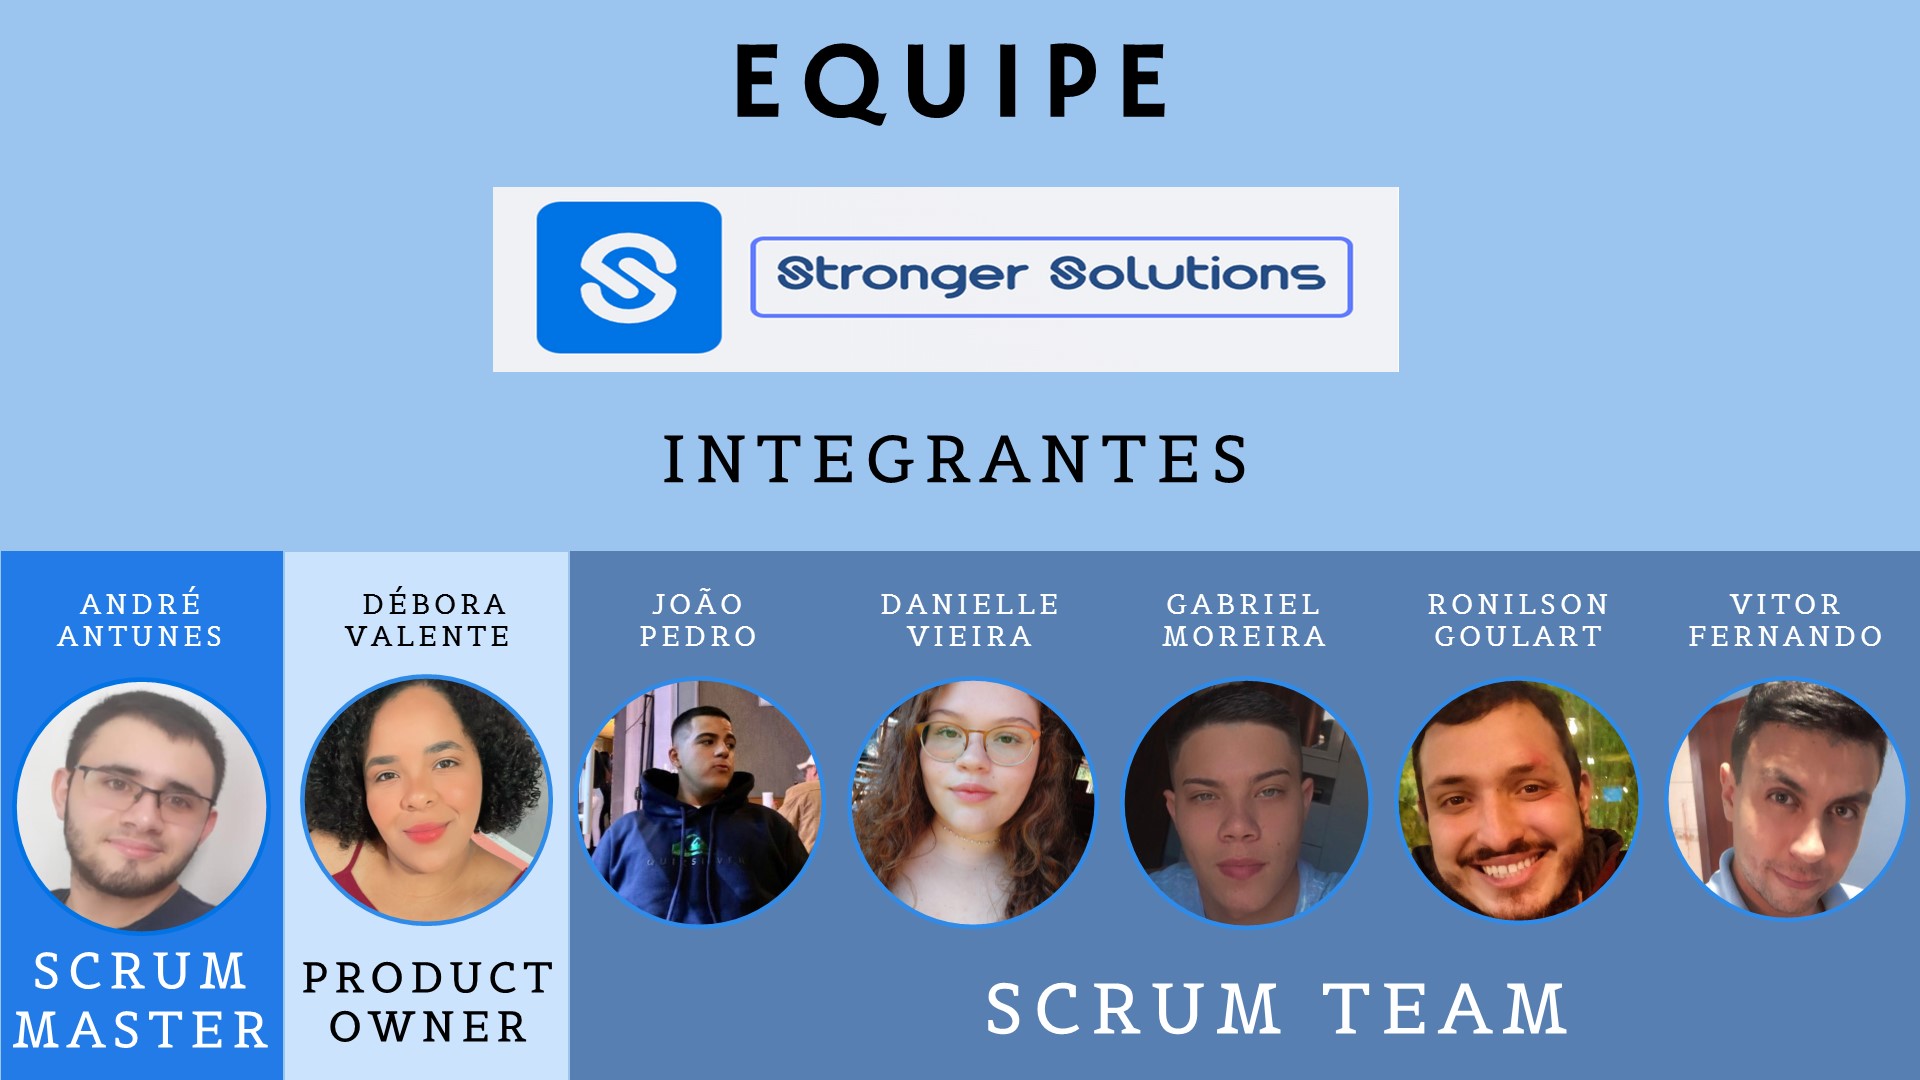 EQUIPE
Stronger Solutions
INTEGRANTES
ANDRÉ
ANTUNES
DÉBORA
VALENTE
JOÃO
PEDRO
DANIELLE
VIEIRA
GABRIEL
MOREIRA
RONILSON
GOULART
VITOR
FERNANDO
SCRUM
MASTER
PRODUCT
OWNER
SCRUM TEAM